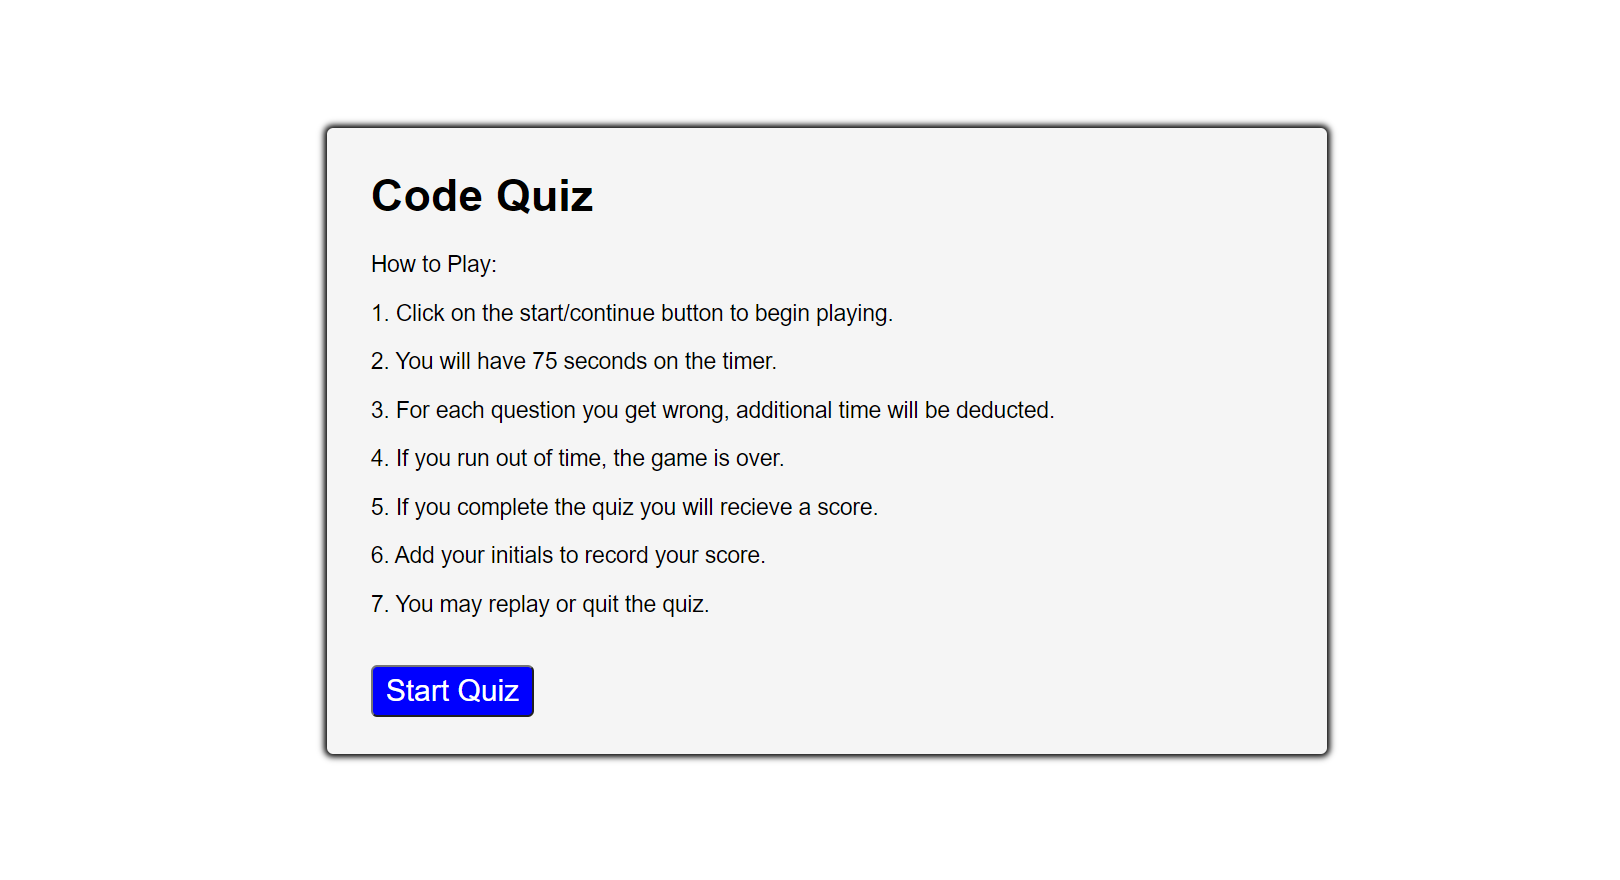 Code Quiz
How to Play:
1. Click on the start/continue button to begin playing.
2. You will have 75 seconds on the timer.
3. For each question you get wrong, additional time will be deducted.
4. If you run out of time, the game is over.
5. If you complete the quiz you will recieve a score.
6. Add your initials to record your score.
7. You may replay or quit the quiz.
Start Quiz